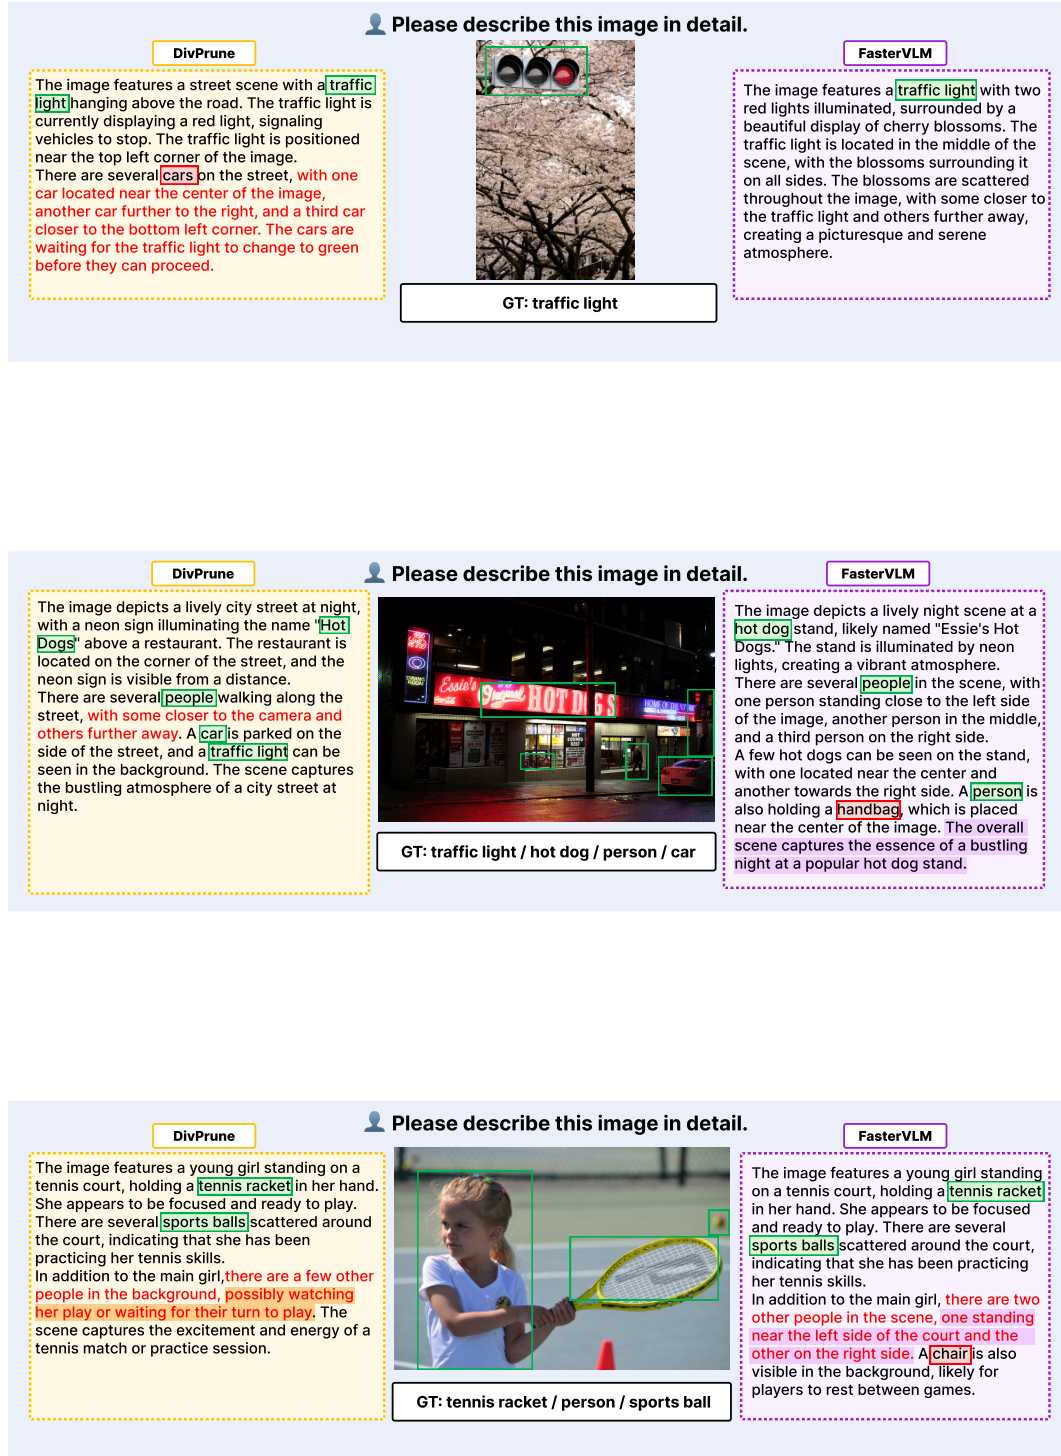 Please describe this image in detail.
DivPrune
The image features a street scene with a traffic
light hanging above the road. The traffic light is
currently displaying a red light, signaling
vehicles to stop. The traffic light is positioned
near the top left corner of the image.
There are several cars on the street, with one
car located near the center of the image,
another car further to the right, and a third car
closer to the bottom left corner. The cars are
waiting for the traffic light to change to green
before they can proceed.
GT: traffic light
FasterVLM
The image features a traffic light with two
red lights illuminated, surrounded by a
beautiful display of cherry blossoms. The
traffic light is located in the middle of the
scene, with the blossoms surrounding it
on all sides. The blossoms are scattered
throughout the image, with some closer to
the traffic light and others further away,
creating a picturesque and serene
atmosphere.
Please describe this image in detail.
DivPrune
The image depicts a lively city street at night,
with a neon sign illuminating the name "Hot
Dogs" above a restaurant. The restaurant is
located on the corner of the street, and the
neon sign is visible from a distance.
There are several people walking along the
street, with some closer to the camera and
others further away. A car is parked on the
side of the street, and a traffic light can be
seen in the background. The scene captures
the bustling atmosphere of a city street at
night.
Essie's Original HOT DOGS
GT: traffic light / hot dog / person / car
FasterVLM
The image depicts a lively night scene at a
hot dog stand, likely named "Essie's Hot
Dogs." The stand is illuminated by neon
lights, creating a vibrant atmosphere.
There are several people in the scene, with
one person standing close to the left side
of the image, another person in the middle,
and a third person on the right side.
A few hot dogs can be seen on the stand,
with one located near the center and
another towards the right side. A person is
also holding a handbag, which is placed
near the center of the image. The overall
scene captures the essence of a bustling
night at a popular hot dog stand.
Please describe this image in detail.
DivPrune
The image features a young girl standing on a
tennis court, holding a tennis racket in her hand.
She appears to be focused and ready to play.
There are several sports balls scattered around
the court, indicating that she has been
practicing her tennis skills.
In addition to the main girl, there are a few other
people in the background, possibly watching
her play or waiting for their turn to play. The
scene captures the excitement and energy of a
tennis match or practice session.
GT: tennis racket / person / sports ball
FasterVLM
The image features a young girl standing
on a tennis court, holding a tennis racket
in her hand. She appears to be focused
and ready to play. There are several
sports balls scattered around the court,
indicating that she has been practicing
her tennis skills.
In addition to the main girl, there are two
other people in the scene, one standing
near the left side of the court and the
other on the right side. A chair is also
visible in the background, likely for
players to rest between games.